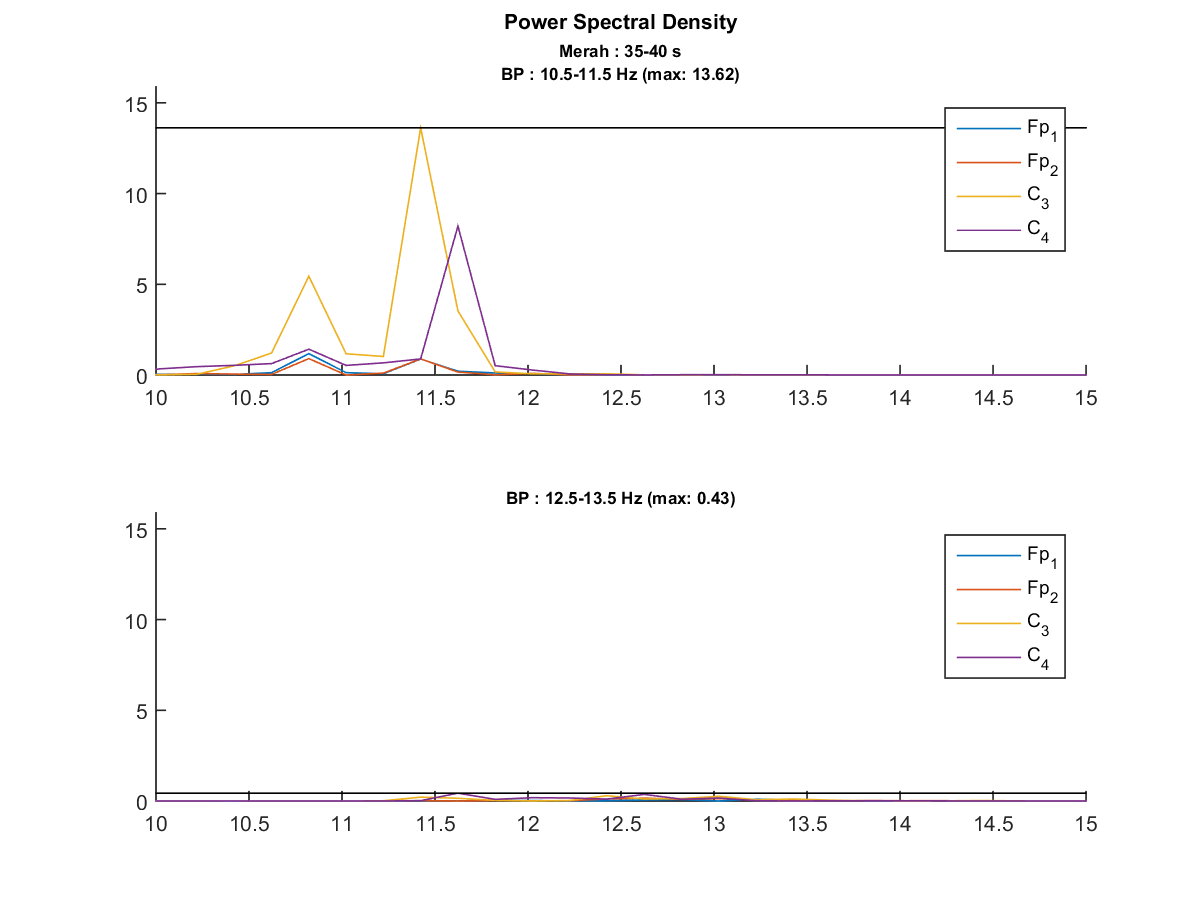 Power Spectral Density
Merah : 35-40 s
BP : 10.5-11.5 Hz (max: 13.62)
15
10
5
0
10 10.5 11 11.5 12 12.5 13 13.5 14 14.5 15
Fp1
Fp2
C3
C4
BP : 12.5-13.5 Hz (max: 0.43)
15
10
5
0
10 10.5 11 11.5 12 12.5 13 13.5 14 14.5 15
Fp1
Fp2
C3
C4